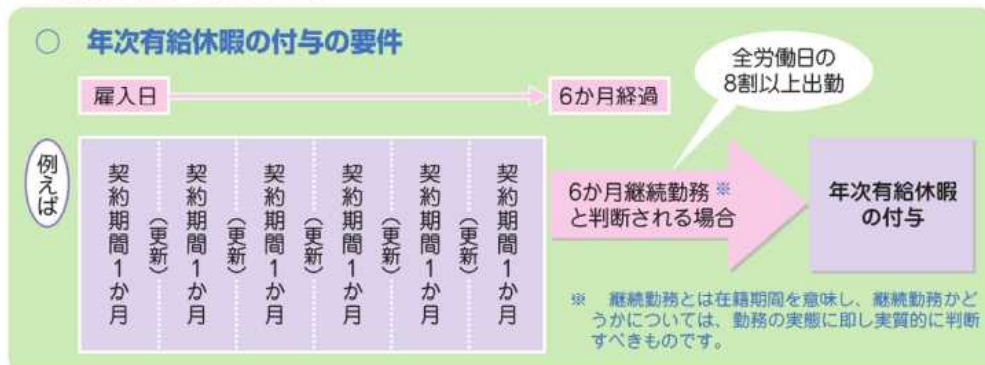 ○ 年次有給休暇の付与の要件
全労働日の
8割以上出勤
雇入日
6か月経過
例えば
契約期間1か月
(更新)
契約期間1か月
(更新)
契約期間1か月
(更新)
契約期間1か月
(更新)
契約期間1か月
(更新)
契約期間1か月
6か月継続勤務※
と判断される場合
年次有給休暇
の付与
※ 継続勤務とは在籍期間を意味し、継続勤務かど
うかについては、勤務の実態に即し実質的に判断
すべきものです。